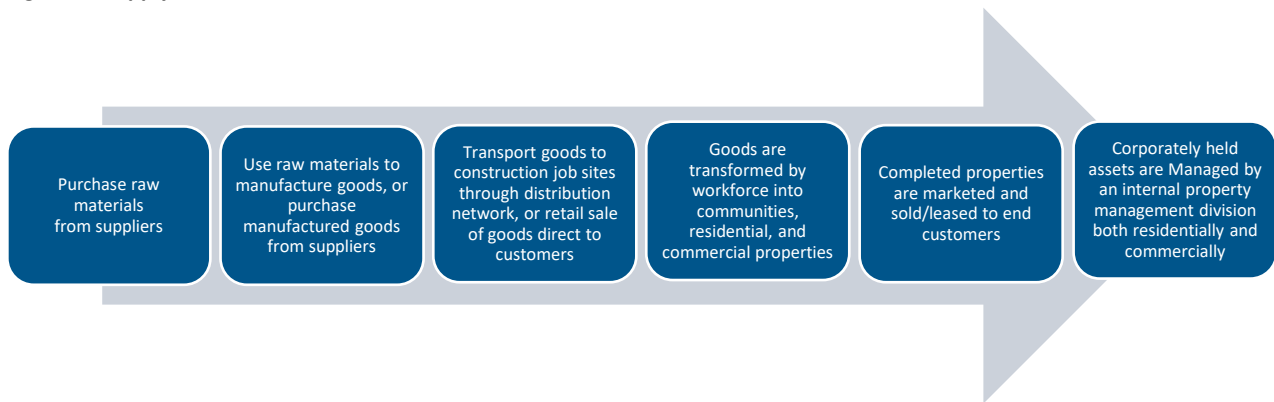 Purchase raw
materials
from suppliers
Use raw materials to
manufacture goods, or
purchase
manufactured goods
from suppliers
Transport goods to
construction job sites
through distribution
network, or retail sale
of goods direct to
customers
Goods are
transformed by
workforce into
communities,
residential, and
commercial properties
Completed properties
are marketed and
sold/leased to end
customers
Corporately held
assets are Managed by
an internal property
management division
both residentially and
commercially